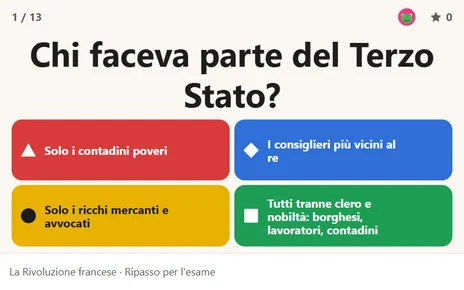 1 / 13
0
Chi faceva parte del Terzo
Stato?
Solo i contadini poveri
I consiglieri più vicini al
re
Solo i ricchi mercanti e
avvocati
Tutti tranne clero e
nobiltà: borghesi,
lavoratori, contadini
La Rivoluzione francese · Ripasso per l'esame